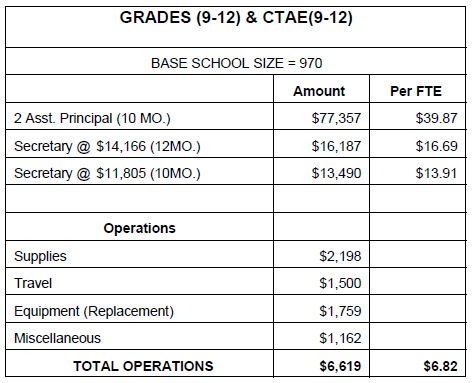 GRADES (9-12) & CTAE(9-12)
BASE SCHOOL SIZE = 970
Amount Per FTE
2 Asst. Principal (10 MO.) $77,357 $39.87
Secretary @ $14,166 (12MO.) $16,187 $16.69
Secretary @ $11,805 (10MO.) $13,490 $13.91
Operations
Supplies $2,198
Travel $1,500
Equipment (Replacement) $1,759
Miscellaneous $1,162
TOTAL OPERATIONS $6,619 $6.82